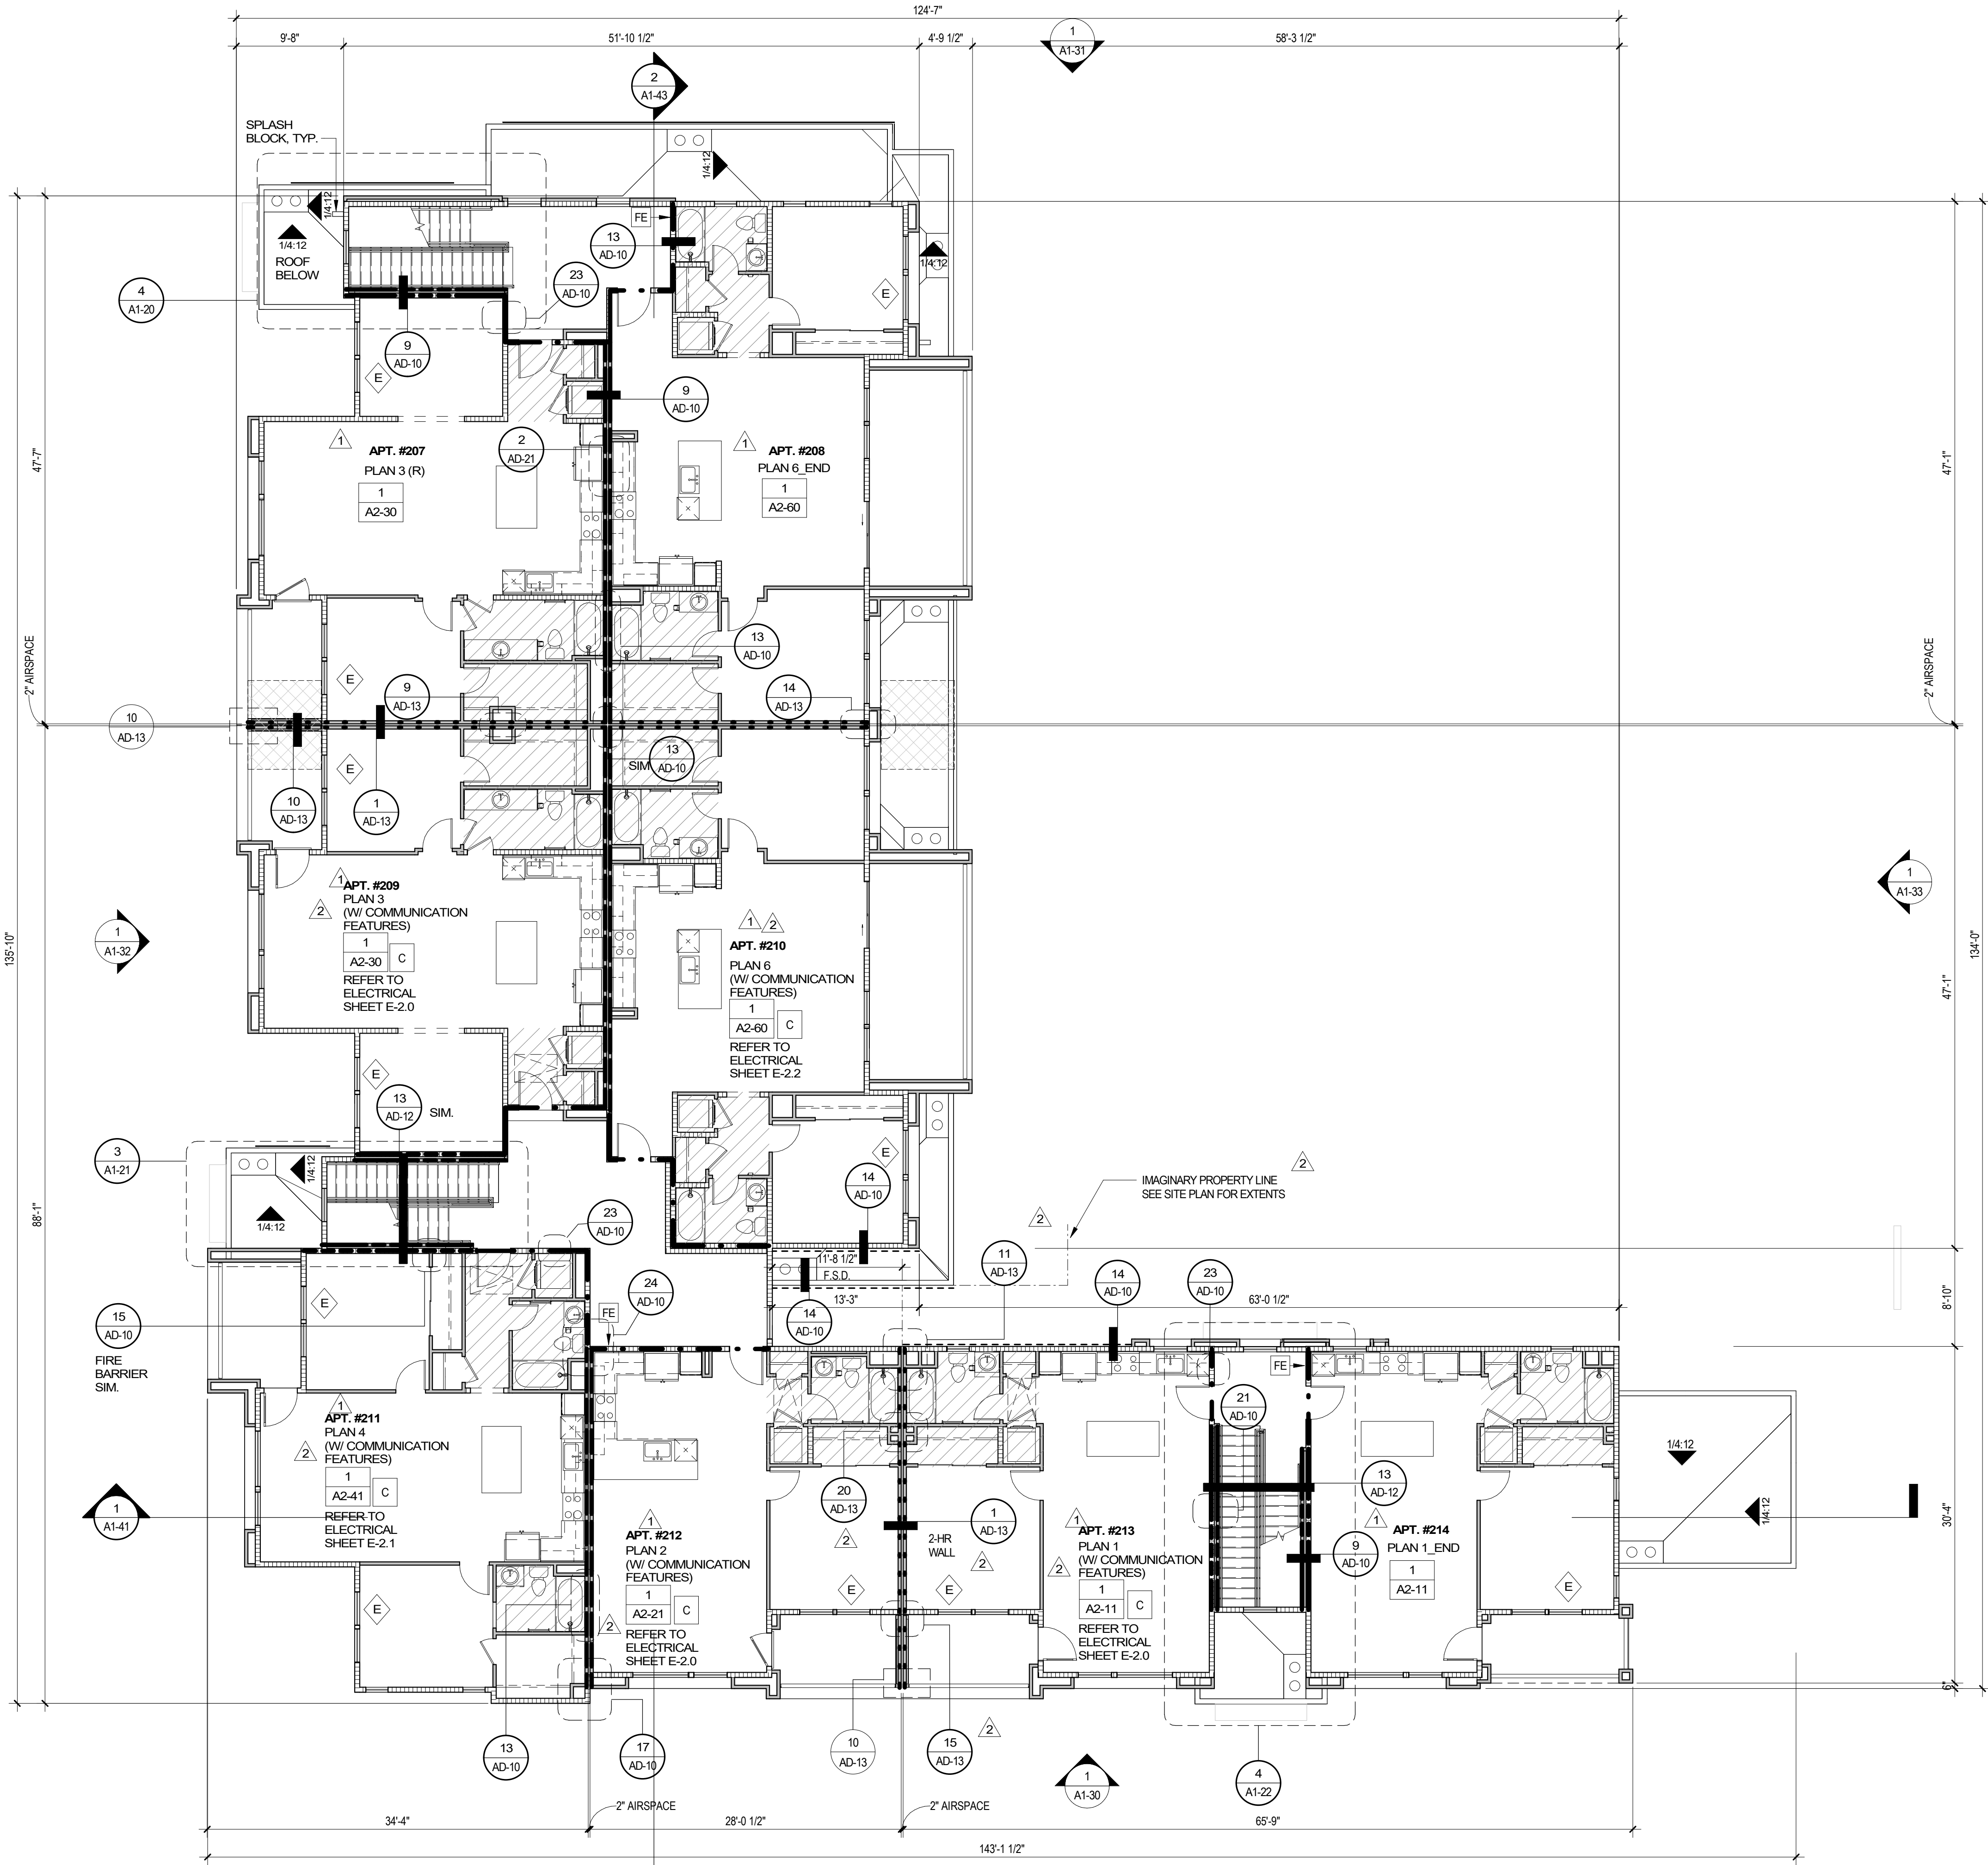 124'-7"
9'-8"
51'-10 1/2"
4'-9 1/2"
58'-3 1/2"
1
A1-31
2
A1-43
SPLASH
BLOCK, TYP.
1/4:12
1/4:12
1/4:12
ROOF
BELOW
FE
13
AD-10
1/4:12
23
AD-10
E
4
A1-20
9
AD-10
E
9
AD-10
47'-7"
47'-1"
1
APT. #207
PLAN 3 (R)
1
A2-30
2
AD-21
1
APT. #208
PLAN 6_END
1
A2-60
2" AIRSPACE
2" AIRSPACE
13
AD-10
E
9
AD-13
14
AD-13
10
AD-13
13
AD-10
SIM.
E
10
AD-13
1
AD-13
1
APT. #209
2
PLAN 3
(W/ COMMUNICATION
FEATURES)
1
A2-30
C
REFER TO
ELECTRICAL
SHEET E-2.0
1
A1-32
135'-10"
1
2
APT. #210
PLAN 6
(W/ COMMUNICATION
FEATURES)
1
A2-60
C
REFER TO
ELECTRICAL
SHEET E-2.2
1
A1-33
134'-0"
47'-1"
E
13
AD-12
SIM.
3
A1-21
1/4:12
1/4:12
88'-1"
E
14
AD-10
IMAGINARY PROPERTY LINE
SEE SITE PLAN FOR EXTENTS
2
2
23
AD-10
11'-8 1/2"
F.S.D.
11
AD-13
14
AD-10
23
AD-10
24
AD-10
13'-3"
63'-0 1/2"
8'-10"
14
AD-10
FE
E
15
AD-10
FIRE
BARRIER
SIM.
FE
21
AD-10
1
APT. #211
PLAN 4
2
(W/ COMMUNICATION
FEATURES)
1
A2-41
C
REFER TO
ELECTRICAL
SHEET E-2.1
1
A1-41
1/4:12
1/4:12
13
AD-12
20
AD-13
2
1
AD-13
2-HR
WALL
2
1
APT. #212
PLAN 2
(W/ COMMUNICATION
FEATURES)
1
A2-21
C
2
REFER TO
ELECTRICAL
SHEET E-2.0
1
APT. #213
PLAN 1
2
(W/ COMMUNICATION
FEATURES)
1
A2-11
C
REFER TO
ELECTRICAL
SHEET E-2.0
9
AD-10
1
APT. #214
PLAN 1_END
1
A2-11
30'-4"
E
E
E
E
6"
13
AD-10
17
AD-10
10
AD-13
15
AD-13
2
1
A1-30
4
A1-22
2" AIRSPACE
2" AIRSPACE
34'-4"
28'-0 1/2"
65'-9"
143'-1 1/2"